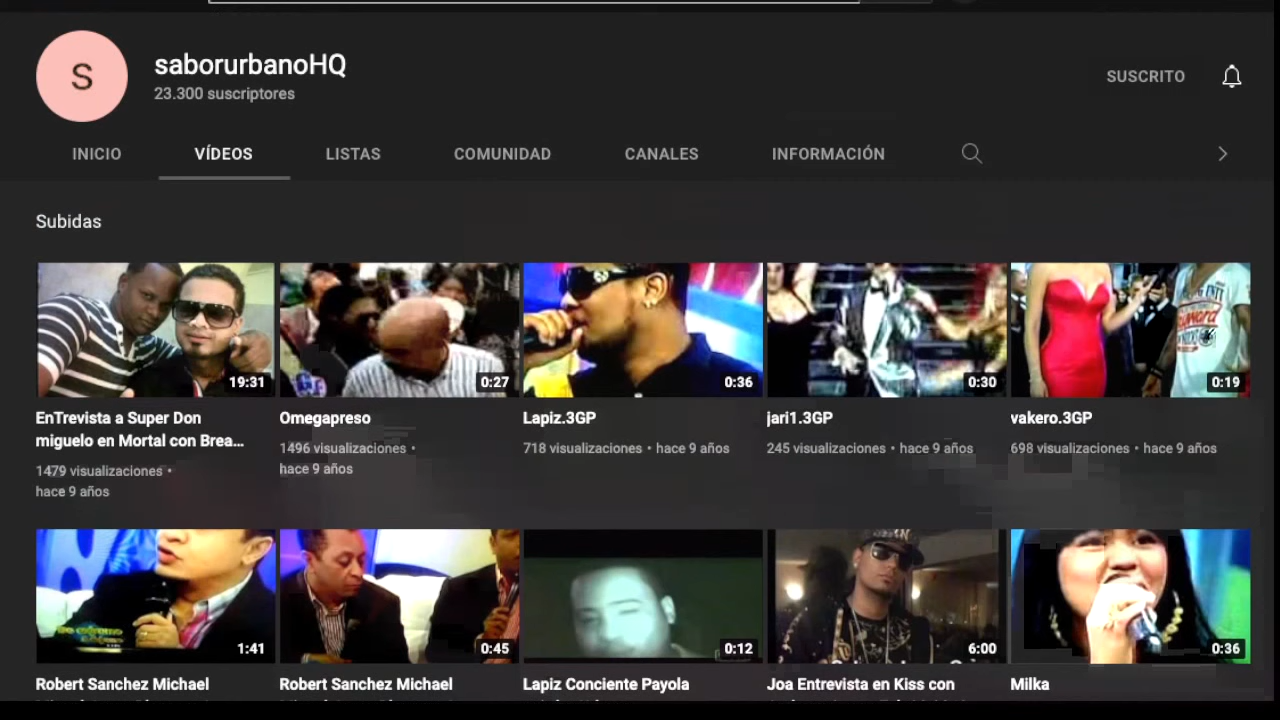 S
saborurbanoHQ
23.300 suscriptores
SUSCRITO
INICIO VÍDEOS LISTAS COMUNIDAD CANALES INFORMACIÓN
Subidas
19:31 0:27 0:36 0:30 0:19
EnTrevista a Super Don
miguelo en Mortal con Brea...
1479 visualizaciones •
hace 9 años
Omegapreso
1496 visualizaciones •
hace 9 años
Lapiz.3GP
718 visualizaciones • hace 9 años
jari1.3GP
245 visualizaciones • hace 9 años
vakero.3GP
698 visualizaciones • hace 9 años
1:41 0:45 0:12 6:00 0:36
Robert Sanchez Michael
Robert Sanchez Michael
Lapiz Conciente Payola
Joa Entrevista en Kiss con
Milka